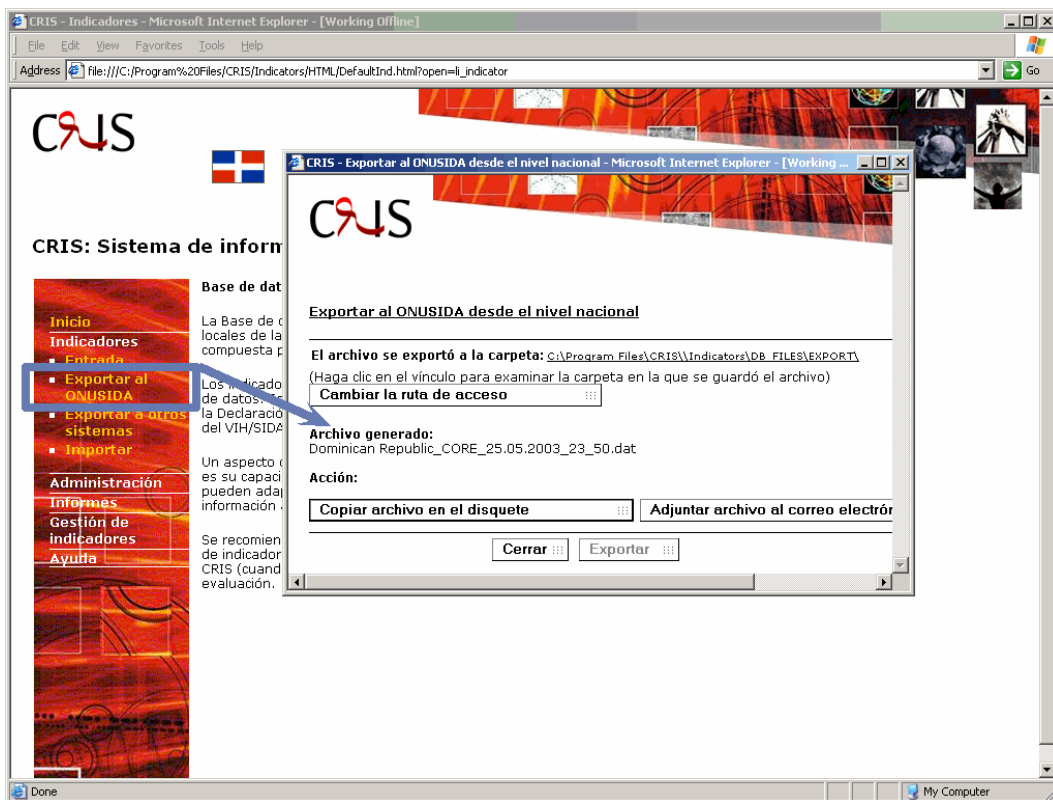 CRIS - Indicadores - Microsoft Internet Explorer - [Working Offline]
File Edit View Favorites Tools Help
Address file:///C:/Program%20Files/CRIS/Indicators/HTML/DefaultInd.html?open=li_indicator Go
CRIS
CRIS: Sistema de inform
Inicio
Indicadores
Entrada
Exportar al
ONUSIDA
Exportar a otros
sistemas
Importar
Administración
Informes
Gestión de
indicadores
Ayuda
Base de dat
La Base de d
locales de la
compuesta p
Los indicado
de datos. Es
la Declaració
del VIH/SIDA
Un aspecto
es su capaci
pueden adap
información
Se recomien
de indicador
CRIS (cuand
evaluación.
CRIS - Exportar al ONUSIDA desde el nivel nacional - Microsoft Internet Explorer - [Working ...
CRIS
Exportar al ONUSIDA desde el nivel nacional
El archivo se exportó a la carpeta: C:\Program Files\CRIS\\Indicators\DB_FILES\EXPORT\
(Haga clic en el vínculo para examinar la carpeta en la que se guardó el archivo)
Cambiar la ruta de acceso
Archivo generado:
Dominican Republic_CORE_25.05.2003_23_50.dat
Acción:
Copiar archivo en el disquete Adjuntar archivo al correo electrón
Cerrar Exportar
Done My Computer